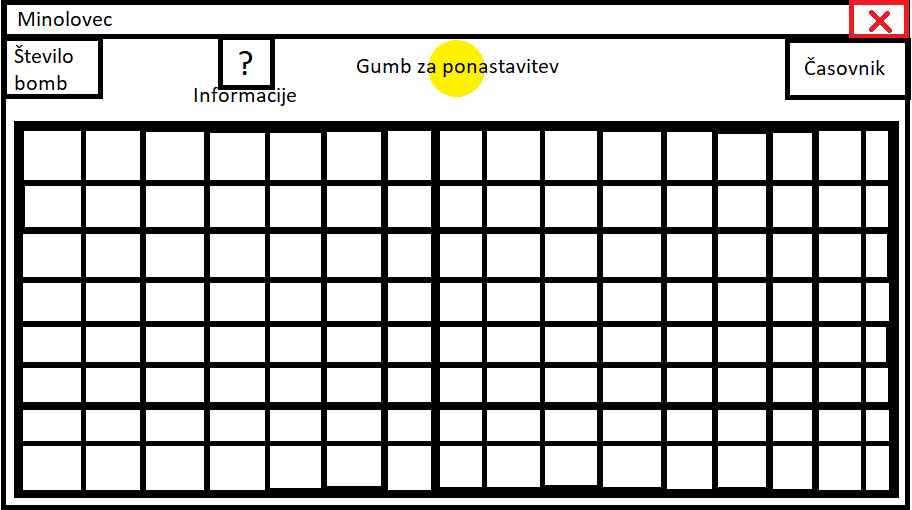 Minolovec
Število
bomb
?
Informacije
Gumb za ponastavitev
Časovnik